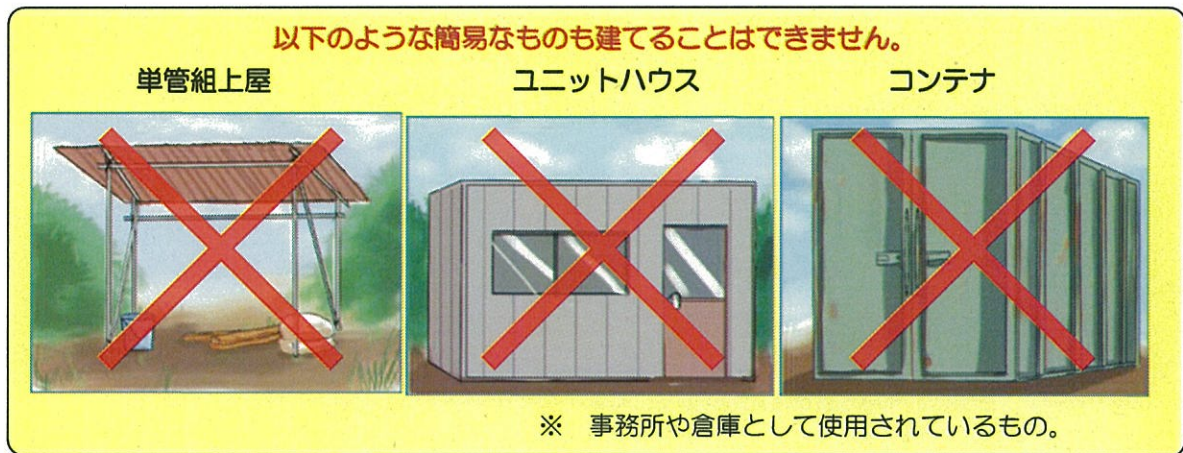 以下のような簡易なものも建てることはできません。
単管組上屋 ユニットハウス コンテナ
※ 事務所や倉庫として使用されているもの。